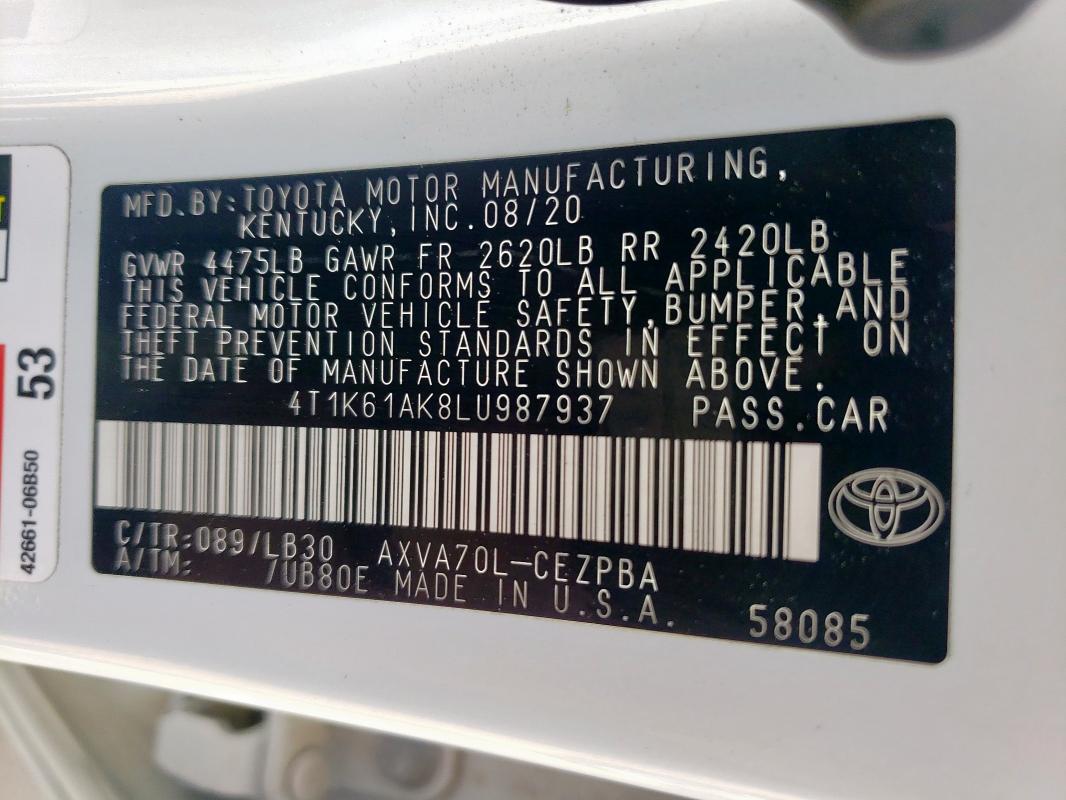 MFD.BY:TOYOTA MOTOR MANUFACTURING,
KENTUCKY,INC.08/20
GVWR 4475LB GAWR FR 2620LB RR 2420LB
THIS VEHICLE CONFORMS TO ALL APPLICABLE
FEDERAL MOTOR VEHICLE SAFETY,BUMPER,AND
THEFT PREVENTION STANDARDS IN EFFECT ON
THE DATE OF MANUFACTURE SHOWN ABOVE.
4T1K61AK8LU987937 PASS.CAR
C/TR:089/LB30 AXVA70L-CEZPBA
A/TM: /UB80E MADE IN U.S.A.
58085
53
42661-06B50